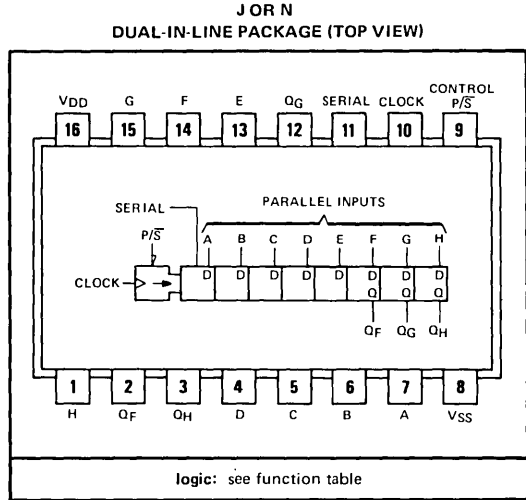 J OR N
DUAL-IN-LINE PACKAGE (TOP VIEW)
VDD G F E QG SERIAL CLOCK CONTROL P/S̅
16 15 14 13 12 11 10 9
PARALLEL INPUTS
SERIAL
P/S̅
A B C D E F G H
CLOCK
D D D D D D D D
Q Q Q
QF QG QH
1 2 3 4 5 6 7 8
H QF QH D C B A VSS
logic: see function table